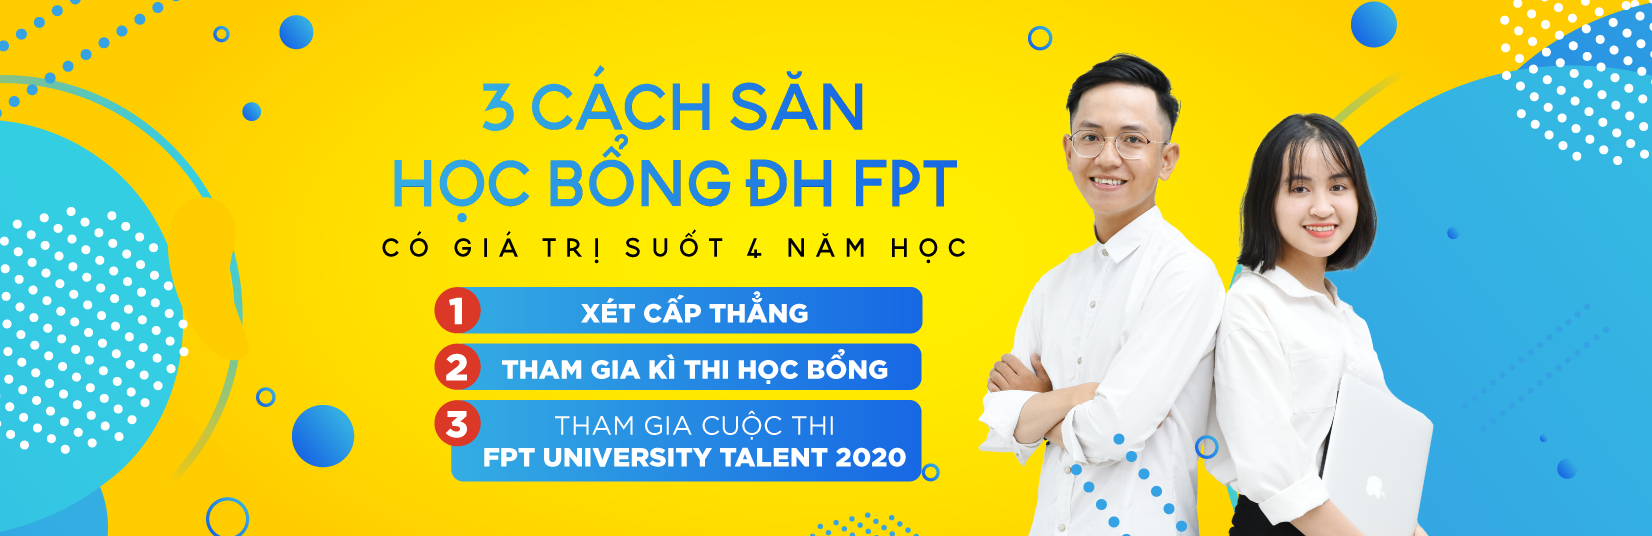 3 CÁCH SĂN
HỌC BỔNG ĐH FPT
CÓ GIÁ TRỊ SUỐT 4 NĂM HỌC
1 XÉT CẤP THẲNG
2 THAM GIA KÌ THI HỌC BỔNG
3 THAM GIA CUỘC THI
FPT UNIVERSITY TALENT 2020